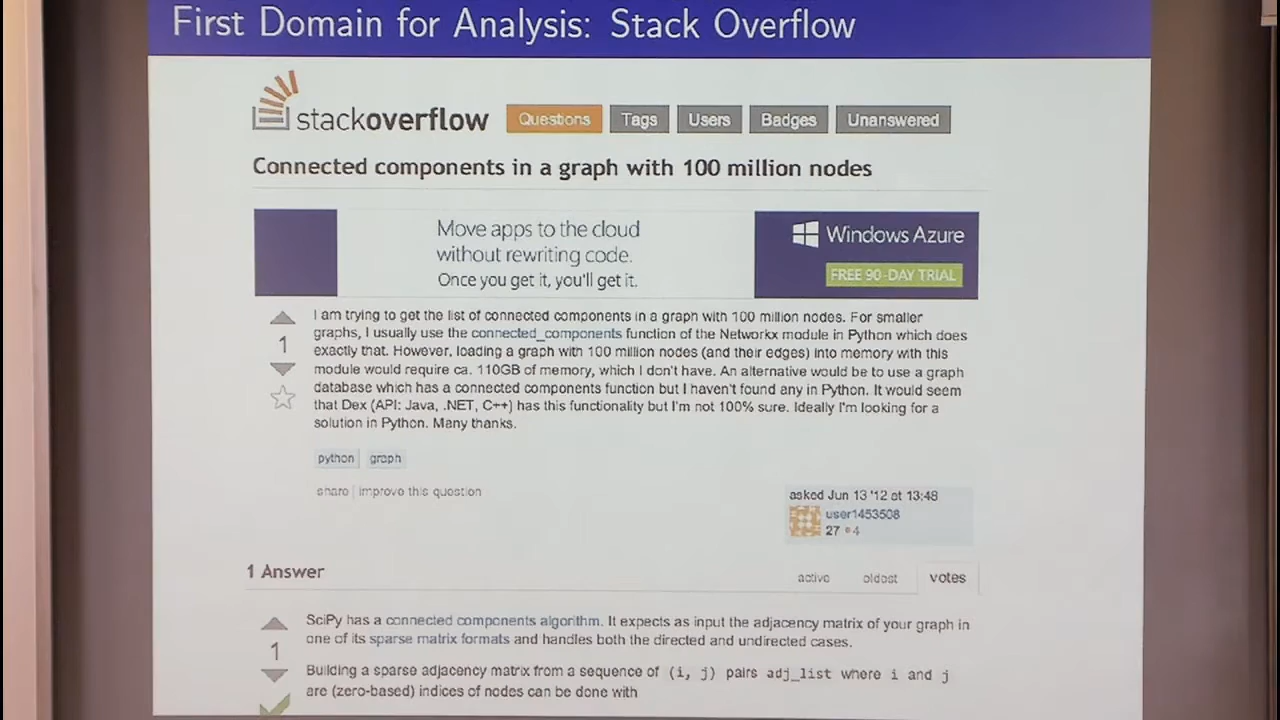 First Domain for Analysis: Stack Overflow
stackoverflow Questions Tags Users Badges Unanswered
Connected components in a graph with 100 million nodes
Move apps to the cloud
without rewriting code.
Once you get it, you'll get it.
Windows Azure
FREE 90-DAY TRIAL
I am trying to get the list of connected components in a graph with 100 million nodes. For smaller
graphs, I usually use the connected_components function of the Networkx module in Python which does
exactly that. However, loading a graph with 100 million nodes (and their edges) into memory with this
module would require ca. 110GB of memory, which I don't have. An alternative would be to use a graph
database which has a connected components function but I haven't found any in Python. It would seem
that Dex (API: Java, .NET, C++) has this functionality but I'm not 100% sure. Ideally I'm looking for a
solution in Python. Many thanks.
1
python graph
share | improve this question
asked Jun 13 '12 at 13:48
user1453508
27 4
1 Answer
active oldest votes
SciPy has a connected components algorithm. It expects as input the adjacency matrix of your graph in
one of its sparse matrix formats and handles both the directed and undirected cases.
1
Building a sparse adjacency matrix from a sequence of (i, j) pairs adj_list where i and j
are (zero-based) indices of nodes can be done with